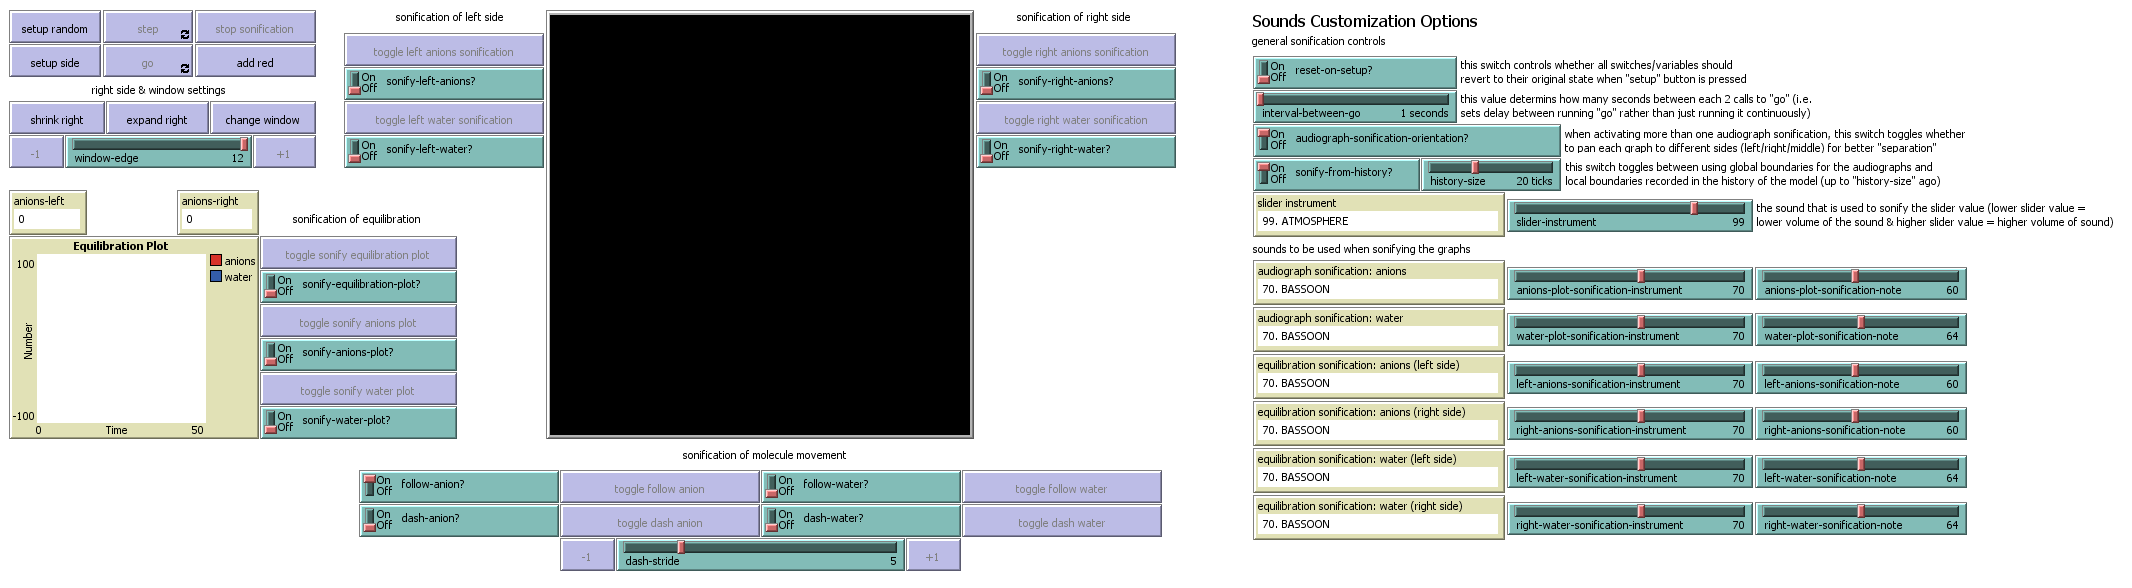 setup random
step
stop sonification
setup side
go
add red
right side & window settings
shrink right
expand right
change window
-1
window-edge 12
+1
anions-left
0
anions-right
0
Equilibration Plot
100
-100
Number
0
Time
50
anions
water
sonification of left side
toggle left anions sonification
On
Off
sonify-left-anions?
toggle left water sonification
On
Off
sonify-left-water?
sonification of equilibration
toggle sonify equilibration plot
On
Off
sonify-equilibration-plot?
toggle sonify anions plot
On
Off
sonify-anions-plot?
toggle sonify water plot
On
Off
sonify-water-plot?
sonification of right side
toggle right anions sonification
On
Off
sonify-right-anions?
toggle right water sonification
On
Off
sonify-right-water?
sonification of molecule movement
On
Off
follow-anion?
toggle follow anion
On
Off
follow-water?
toggle follow water
On
Off
dash-anion?
toggle dash anion
On
Off
dash-water?
toggle dash water
-1
dash-stride 5
+1
Sounds Customization Options
general sonification controls
On
Off
reset-on-setup?
this switch controls whether all switches/variables should
revert to their original state when "setup" button is pressed
interval-between-go 1 seconds
this value determins how many seconds between each 2 calls to "go" (i.e.
sets delay between running "go" rather than just running it continuously)
On
Off
audiograph-sonification-orientation?
when activating more than one audiograph sonification, this switch toggles whether
to pan each graph to different sides (left/right/middle) for better "separation"
On
Off
sonify-from-history?
history-size 20 ticks
this switch toggles between using global boundaries for the audiographs and
local boundaries recorded in the history of the model (up to "history-size" ago)
slider instrument
99. ATMOSPHERE
slider-instrument 99
the sound that is used to sonify the slider value (lower slider value =
lower volume of the sound & higher slider value = higher volume of sound)
sounds to be used when sonifying the graphs
audiograph sonification: anions
70. BASSOON
anions-plot-sonification-instrument 70
anions-plot-sonification-note 60
audiograph sonification: water
70. BASSOON
water-plot-sonification-instrument 70
water-plot-sonification-note 64
equilibration sonification: anions (left side)
70. BASSOON
left-anions-sonification-instrument 70
left-anions-sonification-note 60
equilibration sonification: anions (right side)
70. BASSOON
right-anions-sonification-instrument 70
right-anions-sonification-note 60
equilibration sonification: water (left side)
70. BASSOON
left-water-sonification-instrument 70
left-water-sonification-note 64
equilibration sonification: water (right side)
70. BASSOON
right-water-sonification-instrument 70
right-water-sonification-note 64